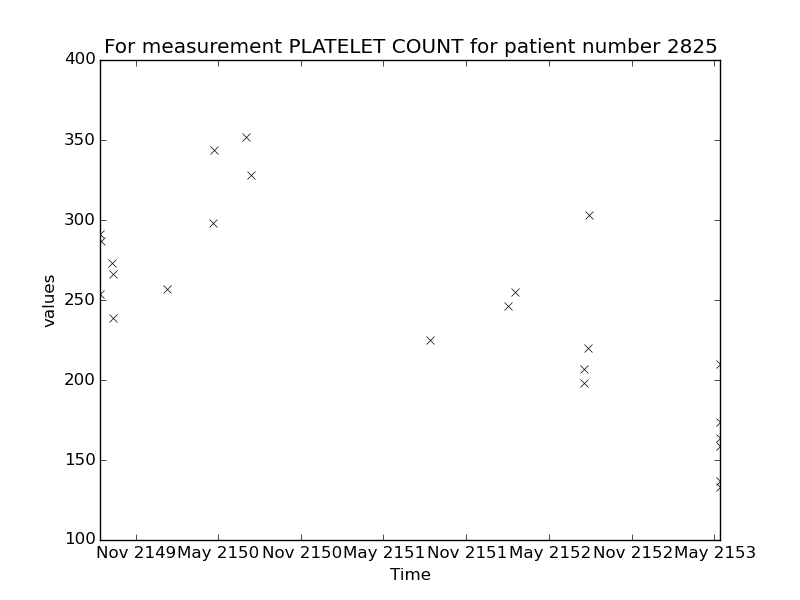 For measurement PLATELET COUNT for patient number 2825
400
350
300
250
200
150
100
values
Nov 2149 May 2150 Nov 2150 May 2151 Nov 2151 May 2152 Nov 2152 May 2153
Time